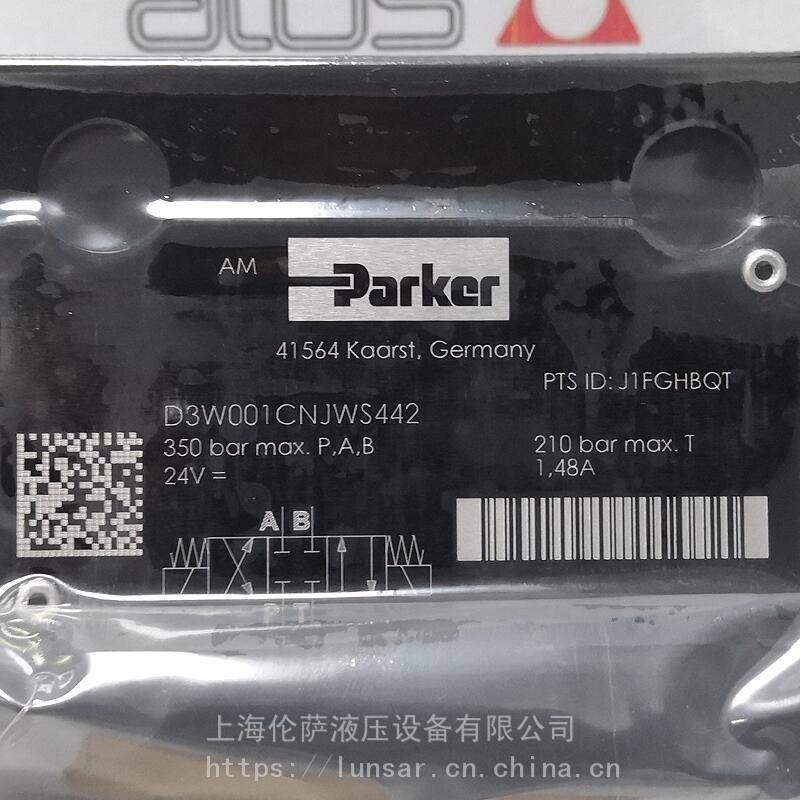 atos
AM
Parker
41564 Kaarst, Germany
PTS ID: J1FGHBQT
D3W001CNJWS442
350 bar max. P,A,B
210 bar max. T
24V =
1,48A
A B
P T
上海伦萨液压设备有限公司
https://lunsar.cn.china.cn